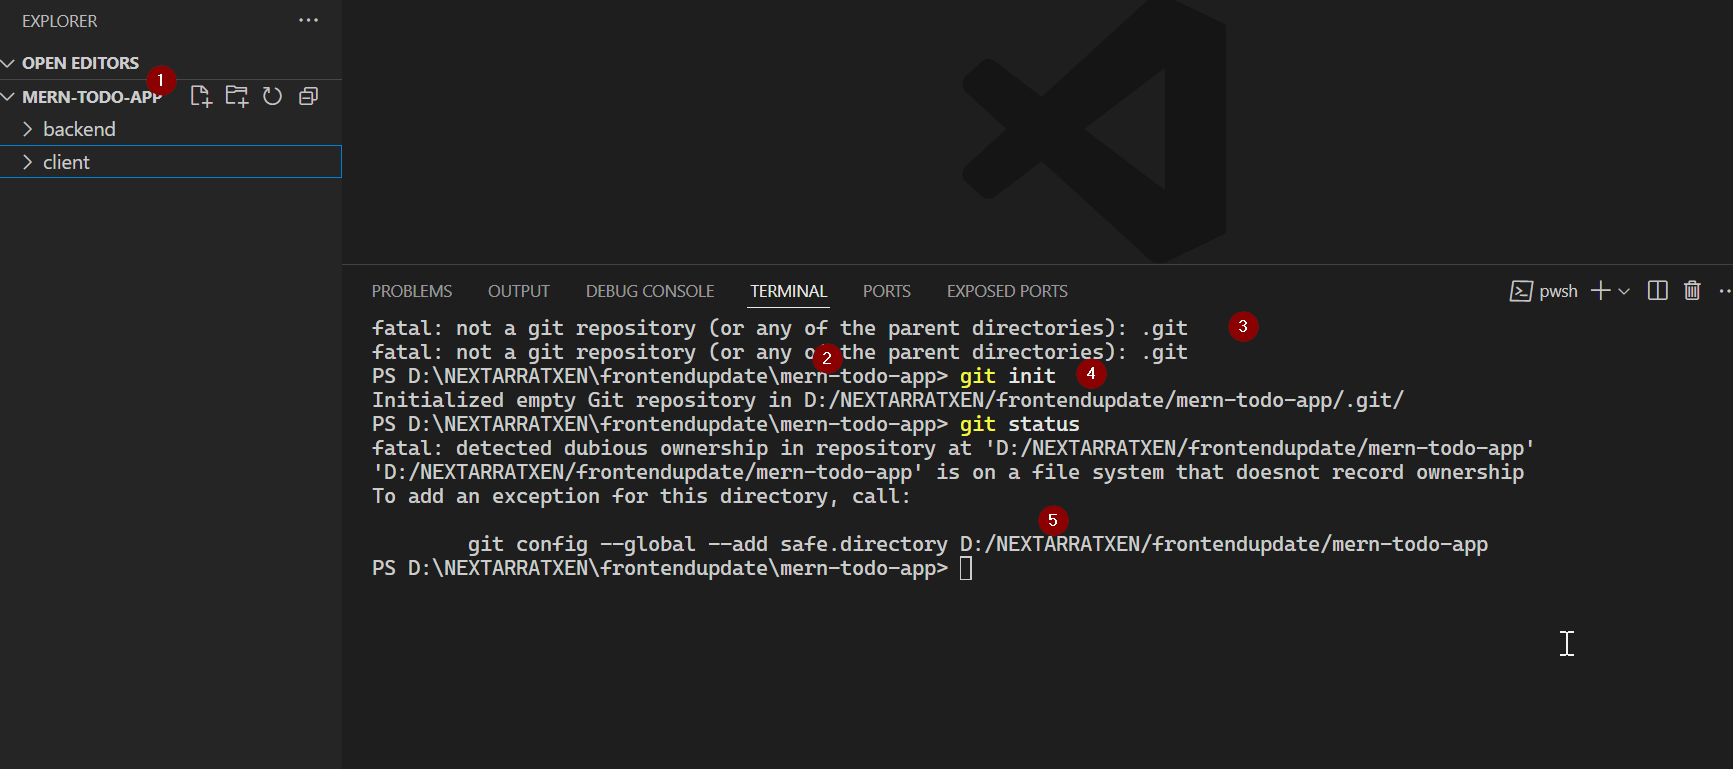 EXPLORER
OPEN EDITORS
1
MERN-TODO-APP
backend
client
PROBLEMS OUTPUT DEBUG CONSOLE TERMINAL PORTS EXPOSED PORTS pwsh
fatal: not a git repository (or any of the parent directories): .git 3
fatal: not a git repository (or any of the parent directories): .git
2
PS D:\NEXTARRATXEN\frontendupdate\mern-todo-app> git init 4
Initialized empty Git repository in D:/NEXTARRATXEN/frontendupdate/mern-todo-app/.git/
PS D:\NEXTARRATXEN\frontendupdate\mern-todo-app> git status
fatal: detected dubious ownership in repository at 'D:/NEXTARRATXEN/frontendupdate/mern-todo-app'
'D:/NEXTARRATXEN/frontendupdate/mern-todo-app' is on a file system that doesnot record ownership
To add an exception for this directory, call:
5
git config --global --add safe.directory D:/NEXTARRATXEN/frontendupdate/mern-todo-app
PS D:\NEXTARRATXEN\frontendupdate\mern-todo-app>